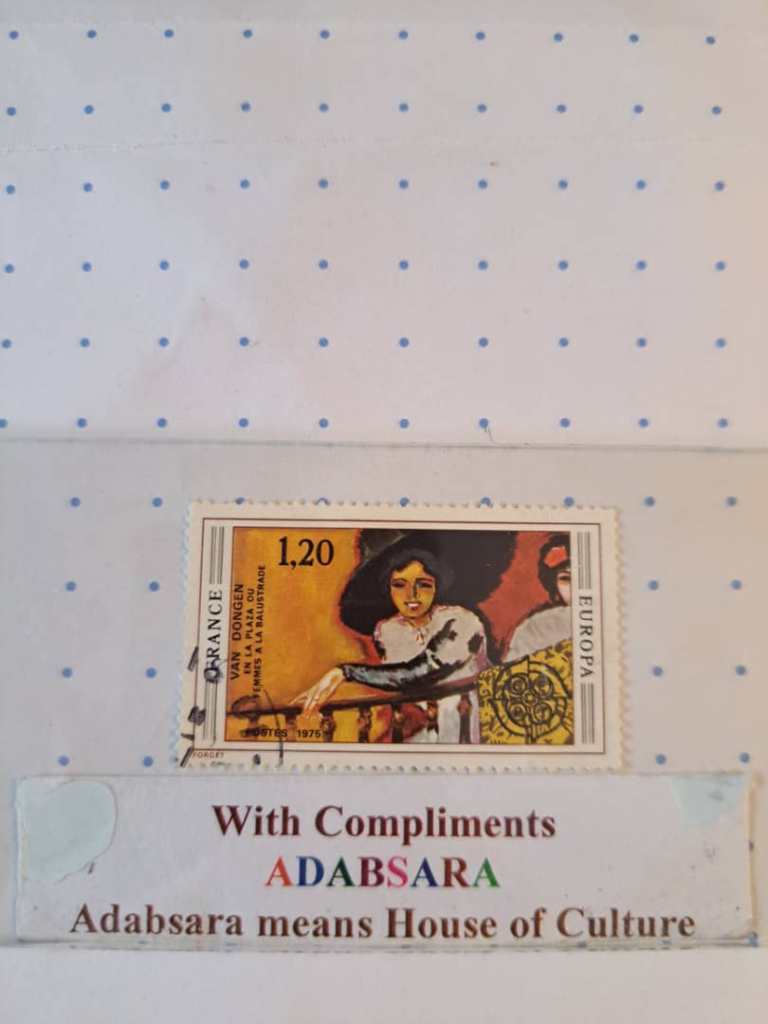 1,20
FRANCE
VAN DONGEN
EN LA PLAZA OU
FEMMES A LA BALUSTRADE
EUROPA
POSTES 1975
FORGET
With Compliments
ADABSARA
Adabsara means House of Culture